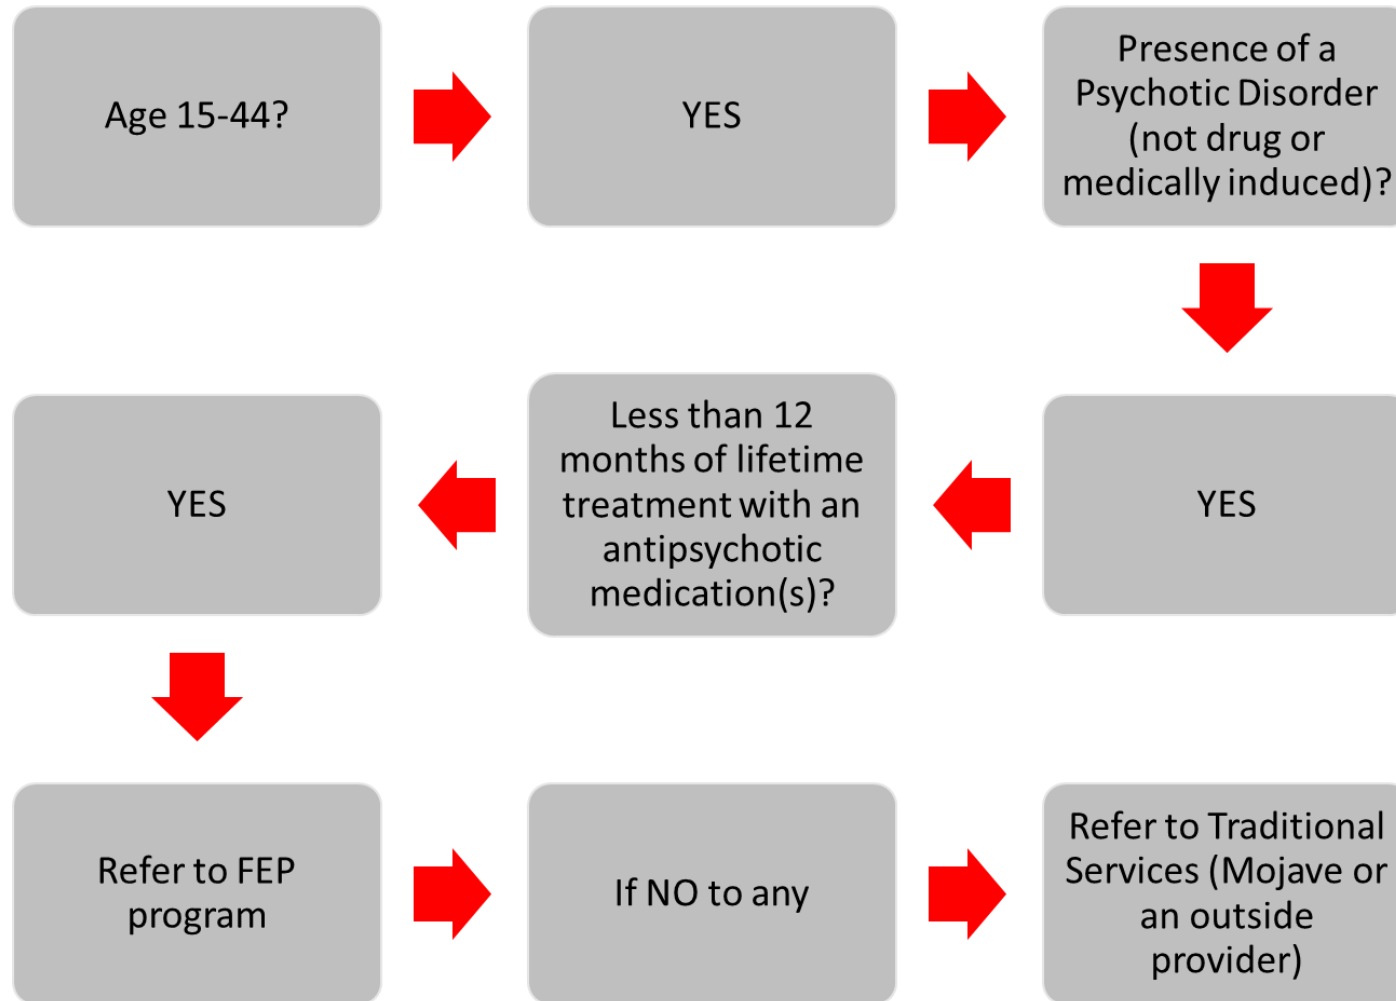 Age 15-44?
YES
Presence of a
Psychotic Disorder
(not drug or
medically induced)?
YES
Less than 12
months of lifetime
treatment with an
antipsychotic
medication(s)?
YES
Refer to FEP
program
If NO to any
Refer to Traditional
Services (Mojave or
an outside
provider)